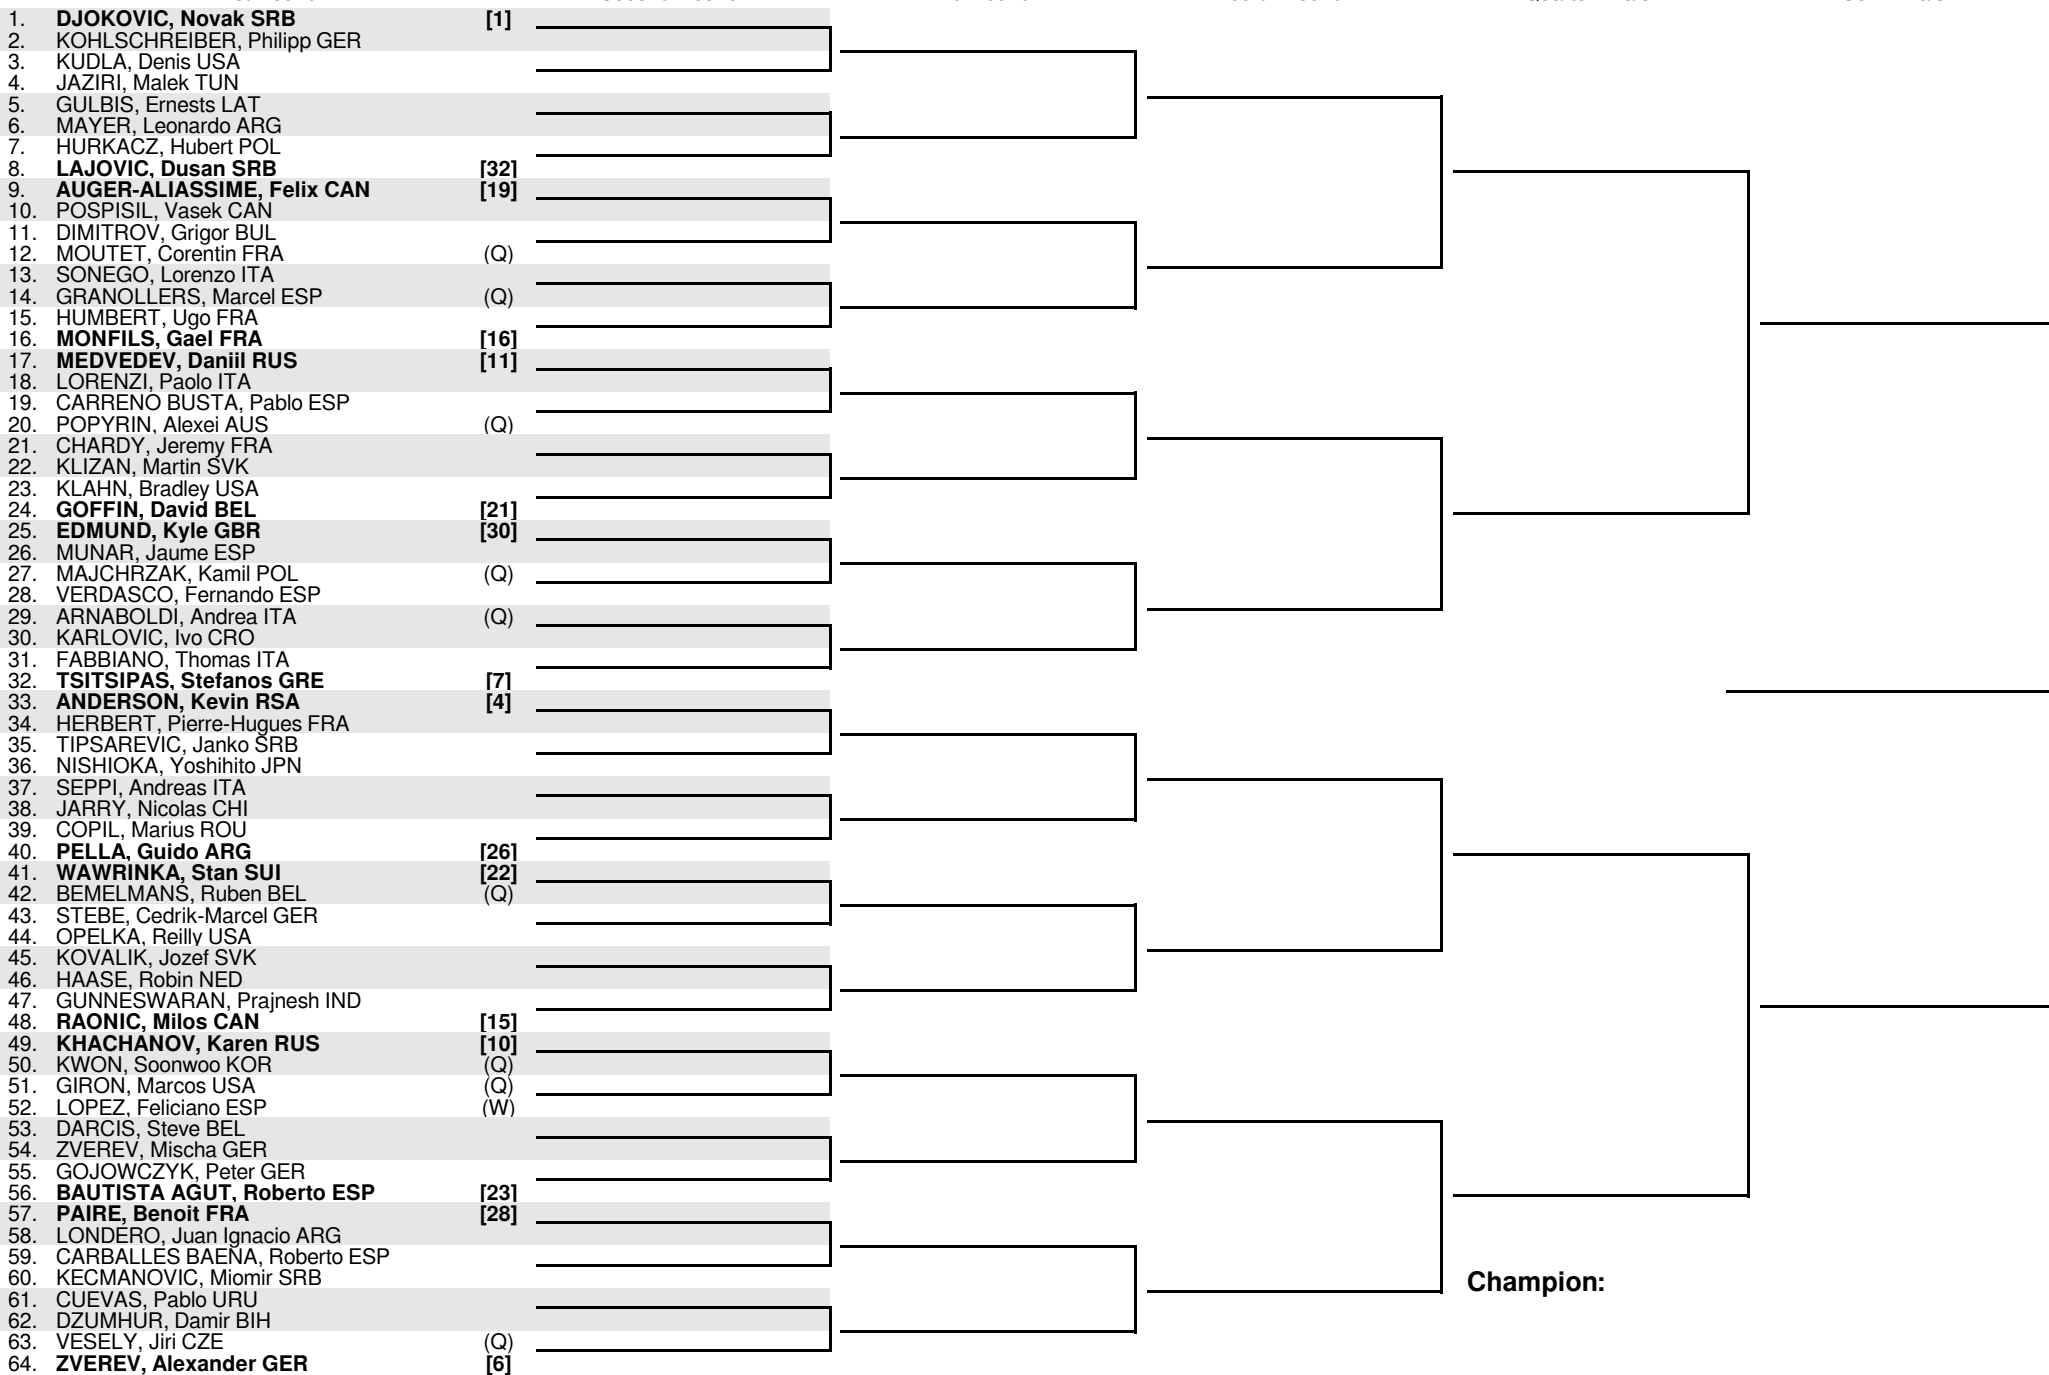 1. DJOKOVIC, Novak SRB [1]
2. KOHLSCHREIBER, Philipp GER
3. KUDLA, Denis USA
4. JAZIRI, Malek TUN
5. GULBIS, Ernests LAT
6. MAYER, Leonardo ARG
7. HURKACZ, Hubert POL
8. LAJOVIC, Dusan SRB [32]
9. AUGER-ALIASSIME, Felix CAN [19]
10. POSPISIL, Vasek CAN
11. DIMITROV, Grigor BUL
12. MOUTET, Corentin FRA (Q)
13. SONEGO, Lorenzo ITA
14. GRANOLLERS, Marcel ESP (Q)
15. HUMBERT, Ugo FRA
16. MONFILS, Gael FRA [16]
17. MEDVEDEV, Daniil RUS [11]
18. LORENZI, Paolo ITA
19. CARRENO BUSTA, Pablo ESP
20. POPYRIN, Alexei AUS (Q)
21. CHARDY, Jeremy FRA
22. KLIZAN, Martin SVK
23. KLAHN, Bradley USA
24. GOFFIN, David BEL [21]
25. EDMUND, Kyle GBR [30]
26. MUNAR, Jaume ESP
27. MAJCHRZAK, Kamil POL (Q)
28. VERDASCO, Fernando ESP
29. ARNABOLDI, Andrea ITA (Q)
30. KARLOVIC, Ivo CRO
31. FABBIANO, Thomas ITA
32. TSITSIPAS, Stefanos GRE [7]
33. ANDERSON, Kevin RSA [4]
34. HERBERT, Pierre-Hugues FRA
35. TIPSAREVIC, Janko SRB
36. NISHIOKA, Yoshihito JPN
37. SEPPI, Andreas ITA
38. JARRY, Nicolas CHI
39. COPIL, Marius ROU
40. PELLA, Guido ARG [26]
41. WAWRINKA, Stan SUI [22]
42. BEMELMANS, Ruben BEL (Q)
43. STEBE, Cedrik-Marcel GER
44. OPELKA, Reilly USA
45. KOVALIK, Jozef SVK
46. HAASE, Robin NED
47. GUNNESWARAN, Prajnesh IND
48. RAONIC, Milos CAN [15]
49. KHACHANOV, Karen RUS [10]
50. KWON, Soonwoo KOR (Q)
51. GIRON, Marcos USA (Q)
52. LOPEZ, Feliciano ESP (W)
53. DARCIS, Steve BEL
54. ZVEREV, Mischa GER
55. GOJOWCZYK, Peter GER
56. BAUTISTA AGUT, Roberto ESP [23]
57. PAIRE, Benoit FRA [28]
58. LONDERO, Juan Ignacio ARG
59. CARBALLES BAENA, Roberto ESP
60. KECMANOVIC, Miomir SRB
Champion:
61. CUEVAS, Pablo URU
62. DZUMHUR, Damir BIH
63. VESELY, Jiri CZE (Q)
64. ZVEREV, Alexander GER [6]